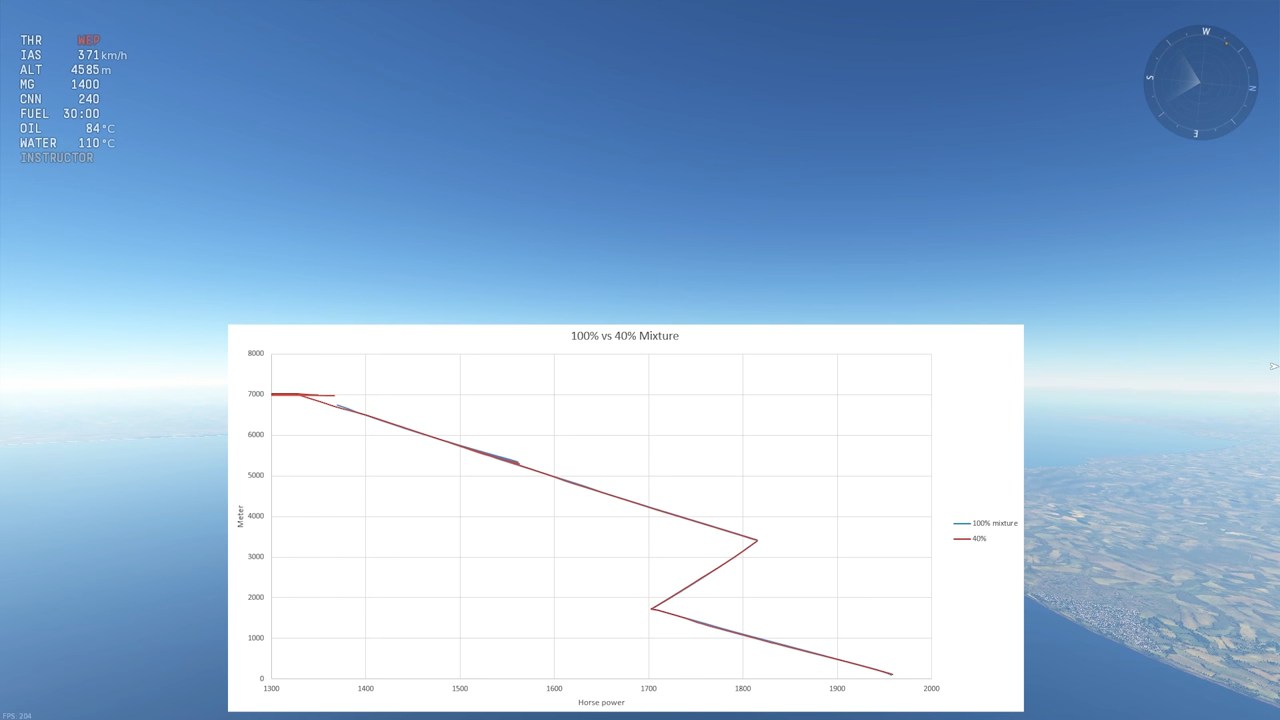 THR WEP
IAS 371 km/h
ALT 4585 m
MG 1400
CNN 240
FUEL 30:00
OIL 84 °C
WATER 110 °C
INSTRUCTOR
W
S
N
E
100% vs 40% Mixture
8000
7000
6000
5000
4000
3000
2000
1000
0
Meter
1300 1400 1500 1600 1700 1800 1900 2000
Horse power
100% mixture
40%
FPS: 204